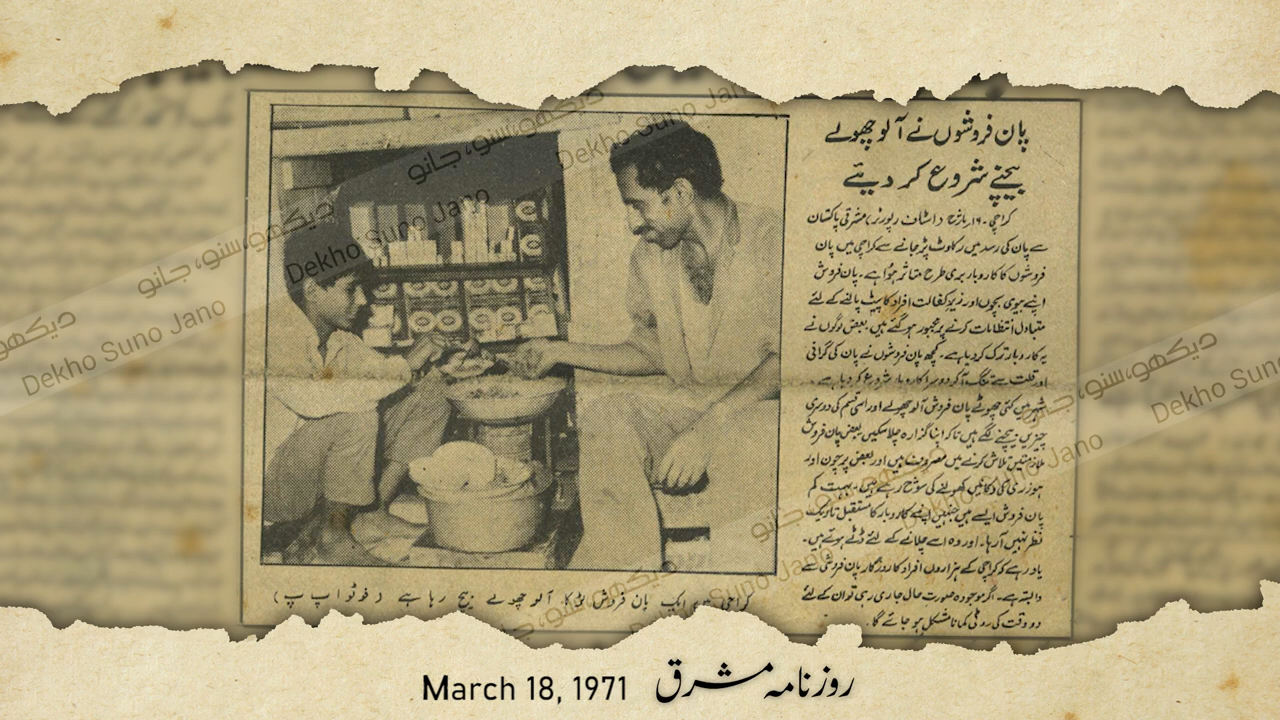 پان فروشوں نے آلو چھولے
بیچنے شروع کر دیئے
کراچی ۔ ۱۶ مارچ (اسٹاف رپورٹر) مشرقی پاکستان
سے پان کی رسد میں رکاوٹ پڑ جانے سے کراچی میں پان
فروشوں کا کاروبار بری طرح متاثر ہوا ہے۔ پان فروش
اپنے بیوی بچوں اور زیر کفالت افراد کا پیٹ پالنے کے لئے
متبادل انتظامات کرنے پر مجبور ہو گئے ہیں۔ بعض لوگوں نے
یہ کاروبار ترک کر دیا ہے۔ کچھ پان فروشوں نے پان کی گرانی
اور قلت سے تنگ آ کر دوسرا کاروبار شروع کر دیا ہے۔
شہر میں کئی چھوٹے پان فروش آلو چھولے اور اسی قسم کی دوسری
چیزیں بیچنے لگے ہیں تاکہ اپنا گزارہ چلا سکیں بعض پان فروش
ملازمتیں تلاش کرنے میں مصروف ہیں اور بعض پرچون اور
ہوزری کی دکانیں کھولنے کی سوچ رہے ہیں۔ بہت کم
پان فروش ایسے ہیں جنہیں اپنے کاروبار کا مستقبل تاریک
نظر نہیں آ رہا۔ اور وہ اسے چلانے کے لئے ڈٹے ہوئے ہیں۔
یاد رہے کہ کراچی کے ہزاروں افراد کا روزگار پان فروشی سے
وابستہ ہے۔ اگر موجودہ صورت حال جاری رہی تو ان کے لئے
دو وقت کی روٹی کمانا مشکل ہو جائے گا۔
کراچی میں ایک پان فروش لڑکا آلو چھولے بیچ رہا ہے (فوٹو اپ پ)
دیکھو، سنو، جانو
Dekho Suno Jano
March 18, 1971 روزنامہ مشرق